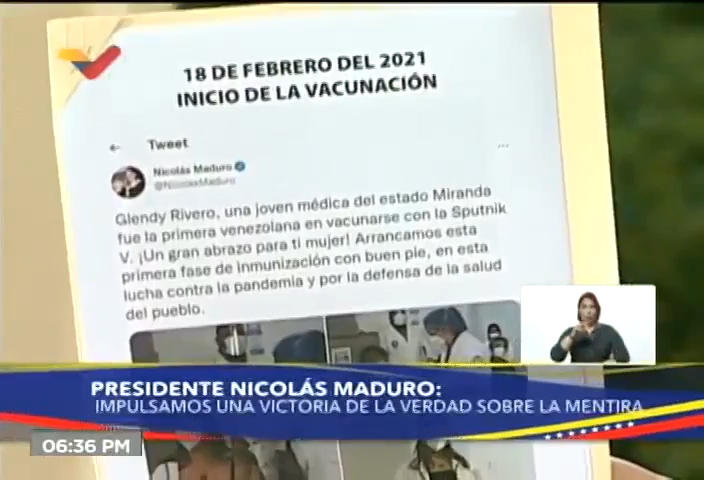 18 DE FEBRERO DEL 2021
INICIO DE LA VACUNACIÓN
Tweet
Nicolás Maduro
@NicolasMaduro
Glendy Rivero, una joven médica del estado Miranda
fue la primera venezolana en vacunarse con la Sputnik
V. ¡Un gran abrazo para ti mujer! Arrancamos esta
primera fase de inmunización con buen pie, en esta
lucha contra la pandemia y por la defensa de la salud
del pueblo.
PRESIDENTE NICOLÁS MADURO:
IMPULSAMOS UNA VICTORIA DE LA VERDAD SOBRE LA MENTIRA
06:36 PM